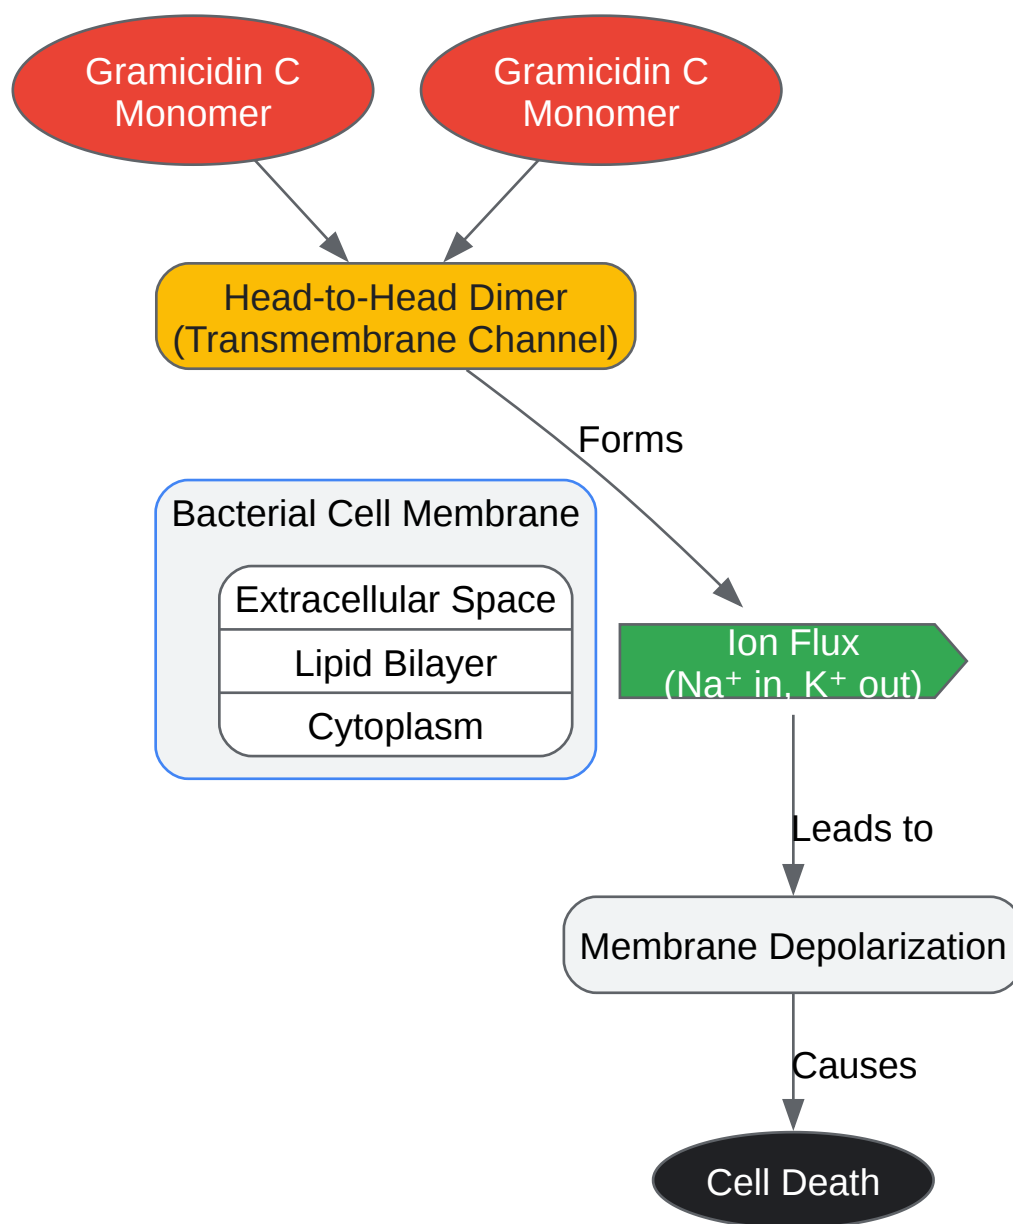 Gramicidin C
Monomer
Gramicidin C
Monomer
Head-to-Head Dimer
(Transmembrane Channel)
Forms
Bacterial Cell Membrane
Extracellular Space
Lipid Bilayer
Cytoplasm
Ion Flux
(Na⁺ in, K⁺ out)
Leads to
Membrane Depolarization
Causes
Cell Death